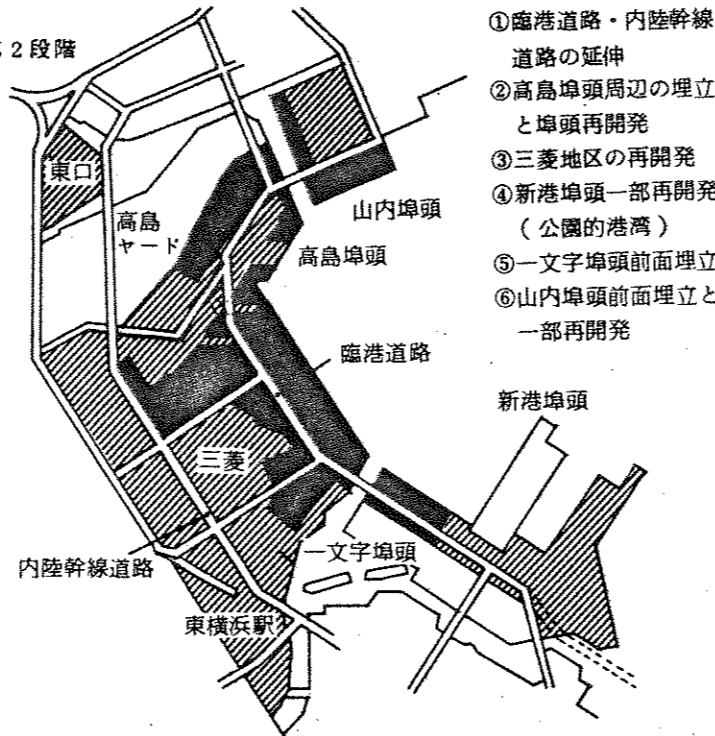 2段階
①臨港道路・内陸幹線
道路の延伸
②高島埠頭周辺の埋立
と埠頭再開発
③三菱地区の再開発
④新港埠頭一部再開発
(公園的港湾)
⑤一文字埠頭前面埋立
⑥山内埠頭前面埋立と
一部再開発
東口
高島
ヤード
山内埠頭
高島埠頭
臨港道路
新港埠頭
三菱
内陸幹線道路
一文字埠頭
東横浜駅